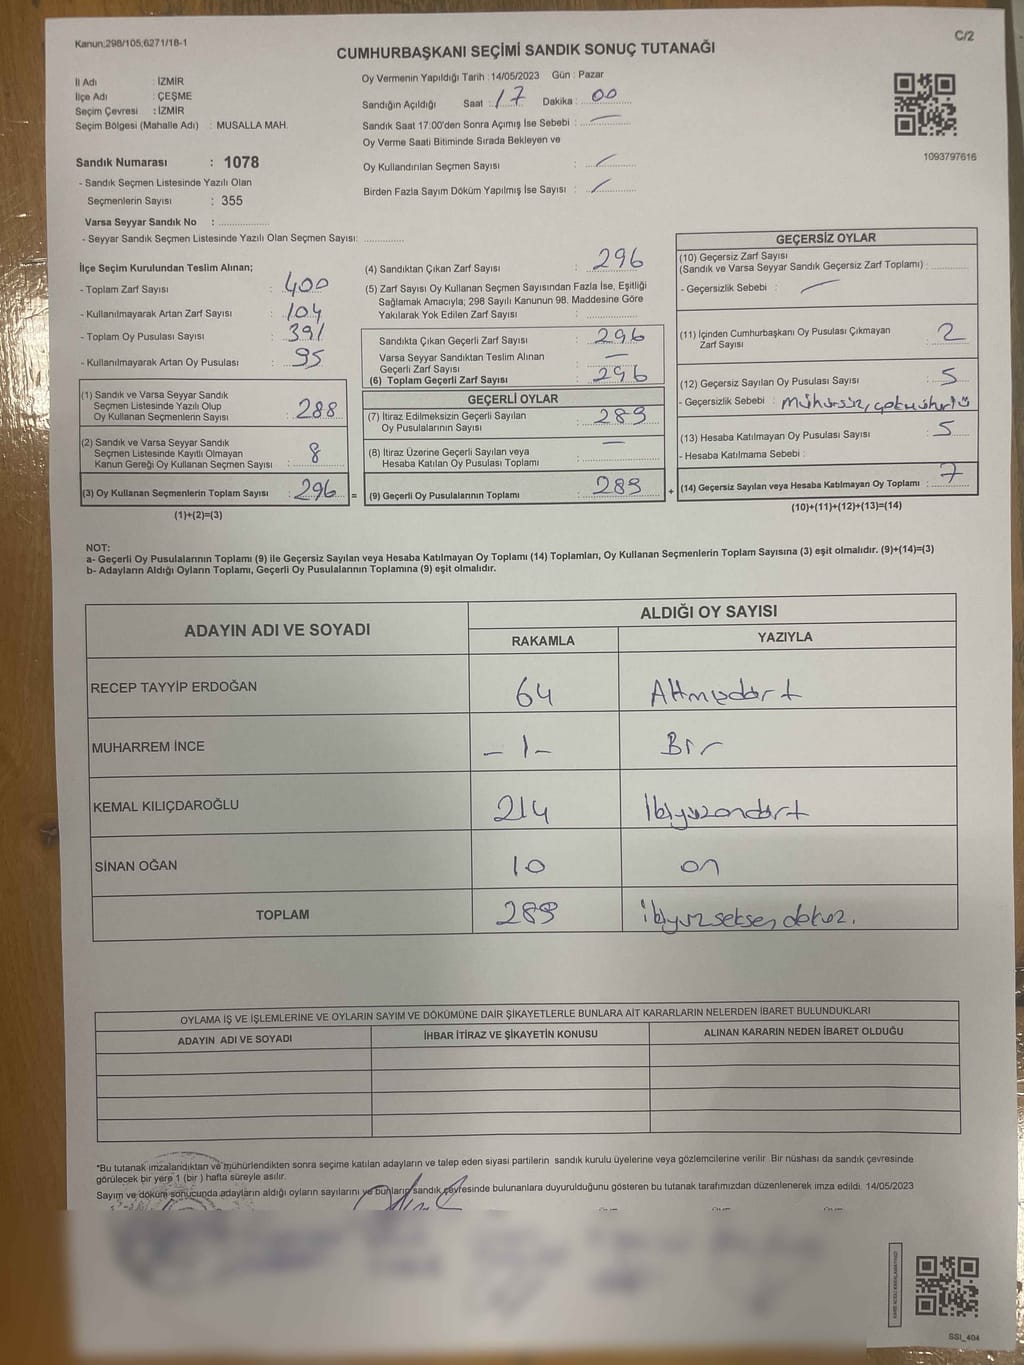 Kanun;298/105;6271/18-1
C/2
CUMHURBAŞKANI SEÇİMİ SANDIK SONUÇ TUTANAĞI
İl Adı : İZMİR
İlçe Adı : ÇEŞME
Seçim Çevresi : İZMİR
Seçim Bölgesi (Mahalle Adı) : MUSALLA MAH.
Oy Vermenin Yapıldığı Tarih : 14/05/2023 Gün : Pazar
Sandığın Açıldığı Saat : 17 Dakika : 00
Sandık Saat 17:00'den Sonra Açımış İse Sebebi : —
Oy Verme Saati Bitiminde Sırada Bekleyen ve
Oy Kullandırılan Seçmen Sayısı : —
Birden Fazla Sayım Döküm Yapılmış İse Sayısı : —
1093797616
Sandık Numarası : 1078
- Sandık Seçmen Listesinde Yazılı Olan
Seçmenlerin Sayısı : 355
Varsa Seyyar Sandık No : ................
- Seyyar Sandık Seçmen Listesinde Yazılı Olan Seçmen Sayısı: ............
İlçe Seçim Kurulundan Teslim Alınan;
- Toplam Zarf Sayısı : 400
- Kullanılmayarak Artan Zarf Sayısı : 104
- Toplam Oy Pusulası Sayısı : 391
- Kullanılmayarak Artan Oy Pusulası : 95
(1) Sandık ve Varsa Seyyar Sandık
Seçmen Listesinde Yazılı Olup
Oy Kullanan Seçmenlerin Sayısı : 288
(2) Sandık ve Varsa Seyyar Sandık
Seçmen Listesinde Kayıtlı Olmayan
Kanun Gereği Oy Kullanan Seçmen Sayısı : 8
(3) Oy Kullanan Seçmenlerin Toplam Sayısı : 296 =
(1)+(2)=(3)
(4) Sandıktan Çıkan Zarf Sayısı : 296
(5) Zarf Sayısı Oy Kullanan Seçmen Sayısından Fazla İse, Eşitliği
Sağlamak Amacıyla; 298 Sayılı Kanunun 98. Maddesine Göre
Yakılarak Yok Edilen Zarf Sayısı : ................
Sandıkta Çıkan Geçerli Zarf Sayısı : 296
Varsa Seyyar Sandıktan Teslim Alınan
Geçerli Zarf Sayısı : —
(6) Toplam Geçerli Zarf Sayısı : 296
GEÇERLİ OYLAR
(7) İtiraz Edilmeksizin Geçerli Sayılan
Oy Pusulalarının Sayısı : 289
(8) İtiraz Üzerine Geçerli Sayılan veya
Hesaba Katılan Oy Pusulası Toplamı : —
(9) Geçerli Oy Pusulalarının Toplamı : 289 +
GEÇERSİZ OYLAR
(10) Geçersiz Zarf Sayısı
(Sandık ve Varsa Seyyar Sandık Geçersiz Zarf Toplamı) : ............
- Geçersizlik Sebebi : —
(11) İçinden Cumhurbaşkanı Oy Pusulası Çıkmayan
Zarf Sayısı : 2
(12) Geçersiz Sayılan Oy Pusulası Sayısı : 5
- Geçersizlik Sebebi : Mühürsüz,
(13) Hesaba Katılmayan Oy Pusulası Sayısı : 5
- Hesaba Katılmama Sebebi :
(14) Geçersiz Sayılan veya Hesaba Katılmayan Oy Toplamı : 7
(10)+(11)+(12)+(13)=(14)
NOT:
a- Geçerli Oy Pusulalarının Toplamı (9) ile Geçersiz Sayılan veya Hesaba Katılmayan Oy Toplamı (14) Toplamları, Oy Kullanan Seçmenlerin Toplam Sayısına (3) eşit olmalıdır. (9)+(14)=(3)
b- Adayların Aldığı Oyların Toplamı, Geçerli Oy Pusulalarının Toplamına (9) eşit olmalıdır.
ADAYIN ADI VE SOYADI ALDIĞI OY SAYISI
RAKAMLA YAZIYLA
RECEP TAYYİP ERDOĞAN 64 Altmışdört
MUHARREM İNCE - 1 - Bir
KEMAL KILIÇDAROĞLU 214 İkiyüzondört
SİNAN OĞAN 10 on
TOPLAM 289 ikiyüzseksen dokuz.
OYLAMA İŞ VE İŞLEMLERİNE VE OYLARIN SAYIM VE DÖKÜMÜNE DAİR ŞİKAYETLERLE BUNLARA AİT KARARLARIN NELERDEN İBARET BULUNDUKLARI
ADAYIN ADI VE SOYADI İHBAR İTİRAZ VE ŞİKAYETİN KONUSU ALINAN KARARIN NEDEN İBARET OLDUĞU
*Bu tutanak imzalandıktan ve mühürlendikten sonra seçime katılan adayların ve talep eden siyasi partilerin sandık kurulu üyelerine veya gözlemcilerine verilir. Bir nüshası da sandık çevresinde
görülecek bir yere 1 (bir) hafta süreyle asılır.
Sayım ve döküm sonucunda adayların aldığı oyların sayılarını ve bunların sandık çevresinde bulunanlara duyurulduğunu gösteren bu tutanak tarafımızdan düzenlenerek imza edildi. 14/05/2023
SSI_404